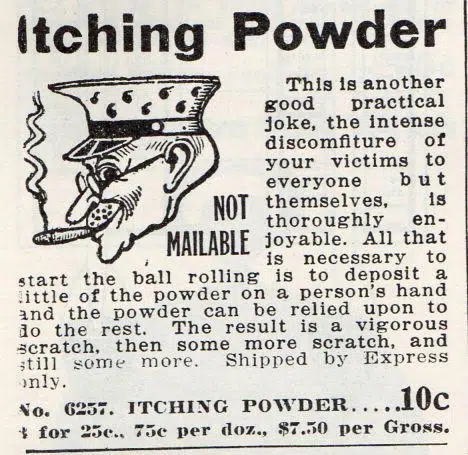 Itching Powder
This is another
good practical
joke, the intense
discomfiture of
your victims to
everyone but
themselves, is
thoroughly en-
joyable. All that
is necessary to
NOT
MAILABLE
start the ball rolling is to deposit a
little of the powder on a person's hand
and the powder can be relied upon to
do the rest. The result is a vigorous
scratch, then some more scratch, and
still some more. Shipped by Express
only.
No. 6257. ITCHING POWDER.....10c
for 25c., 75c per doz., $7.50 per Gross.